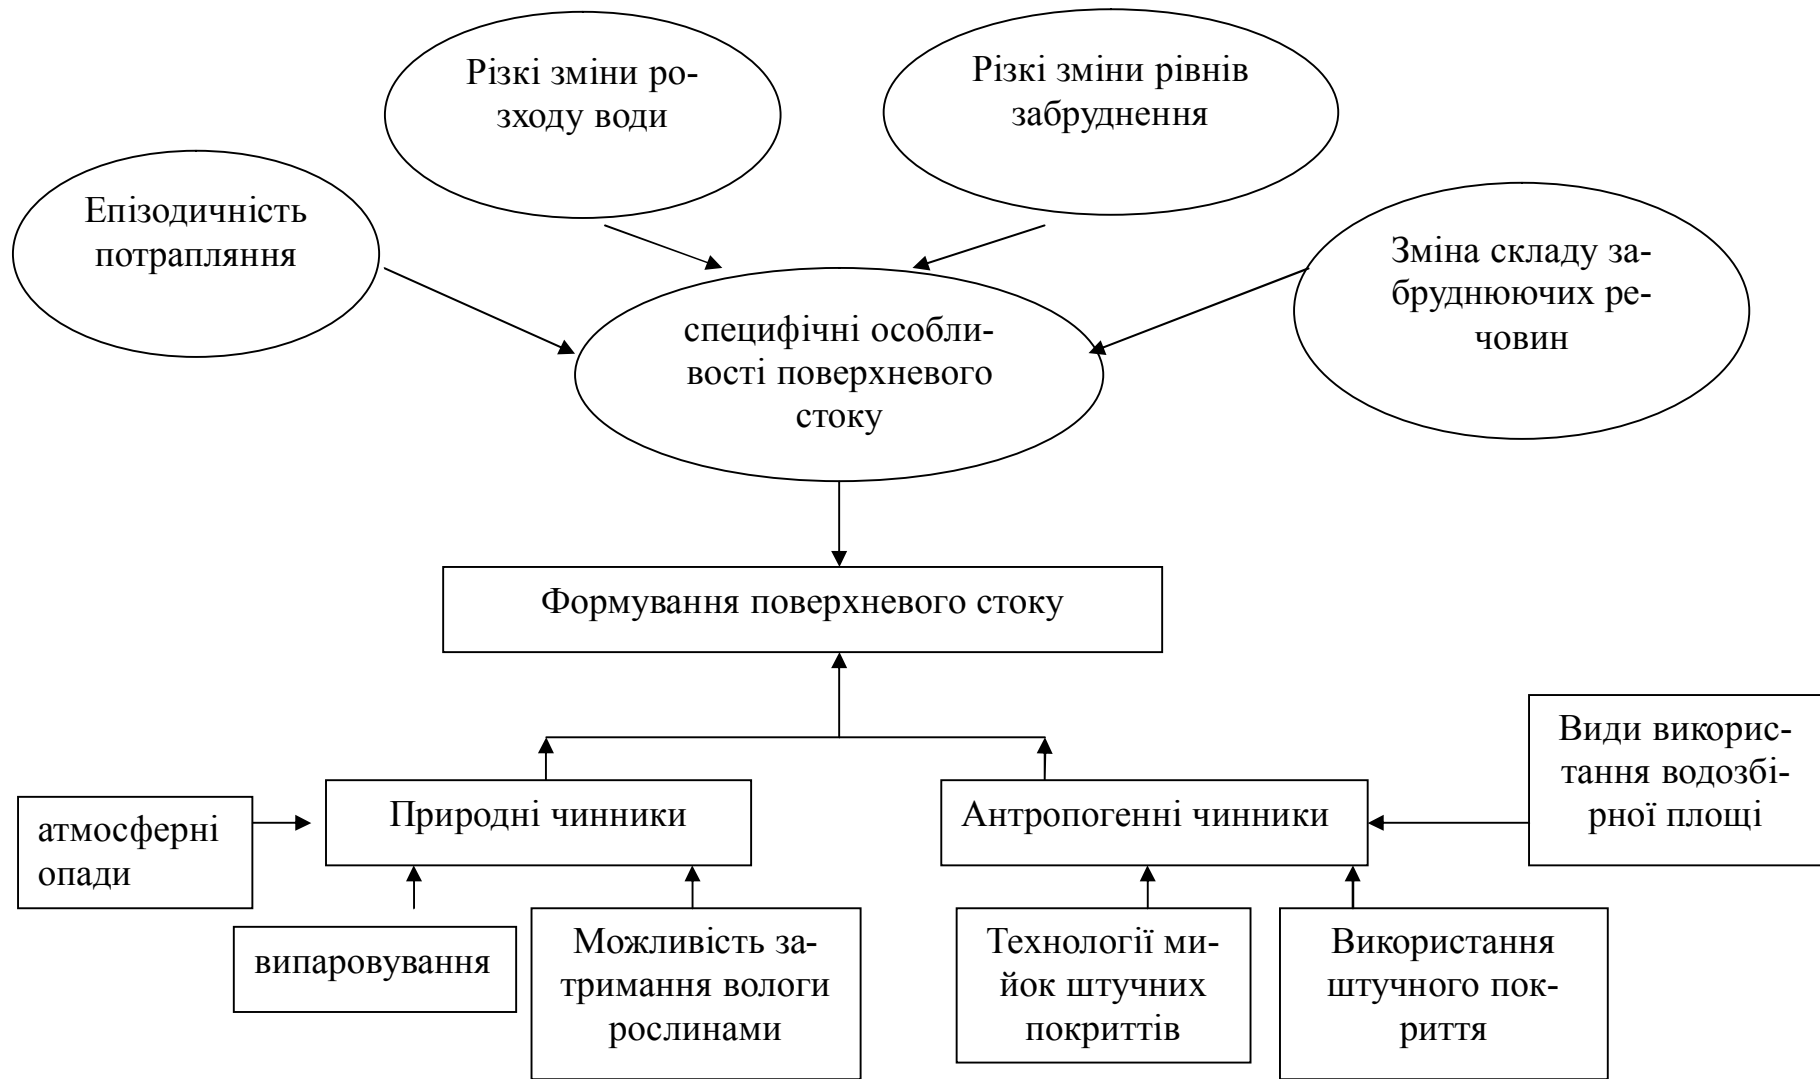 Різкі зміни ро-
зходу води
Різкі зміни рівнів
забруднення
Епізодичність
потрапляння
Зміна складу за-
бруднюючих ре-
човин
специфічні особли-
вості поверхневого
стоку
Формування поверхневого стоку
Види викорис-
тання водозбі-
рної площі
Природні чинники
Антропогенні чинники
атмосферні
опади
випаровування
Можливість за-
тримання вологи
рослинами
Технології ми-
йок штучних
покриттів
Використання
штучного пок-
риття